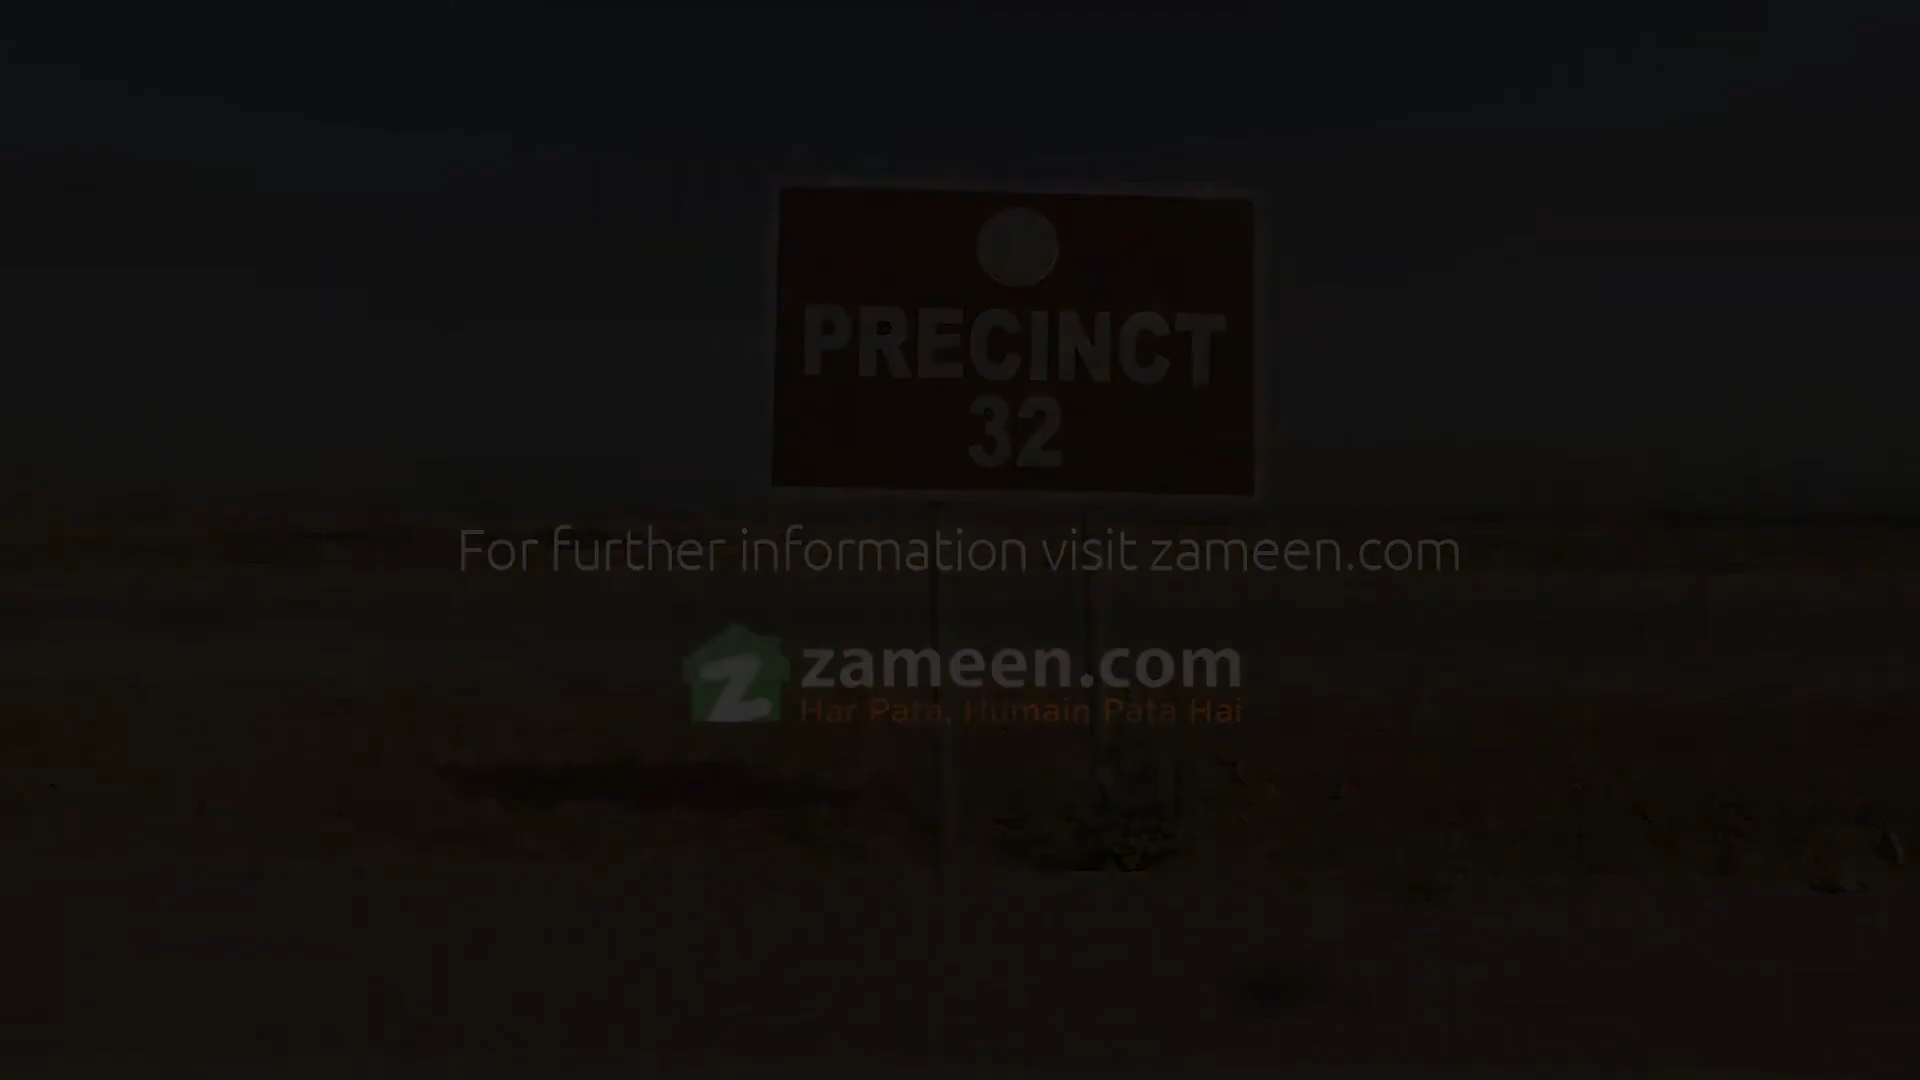 PRECINCT
32
For further information visit zameen.com
zameen.com
Har Pata, Humain Pata Hai